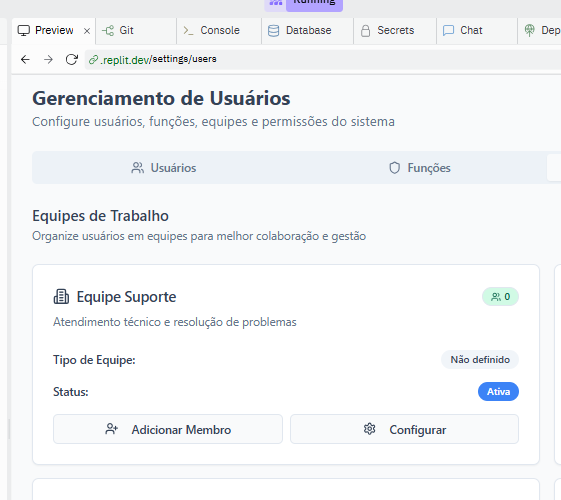 Running
Preview × Git Console Database Secrets Chat Dep
.replit.dev/settings/users
Gerenciamento de Usuários
Configure usuários, funções, equipes e permissões do sistema
Usuários Funções
Equipes de Trabalho
Organize usuários em equipes para melhor colaboração e gestão
Equipe Suporte 0
Atendimento técnico e resolução de problemas
Tipo de Equipe: Não definido
Status: Ativa
Adicionar Membro Configurar